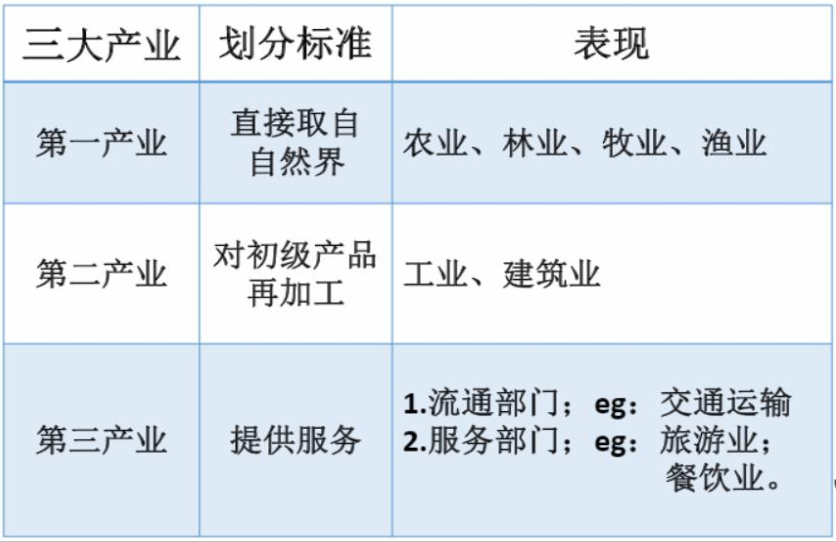 三大产业 划分标准 表现
第一产业
直接取自
自然界
农业、林业、牧业、渔业
第二产业
对初级产品
再加工
工业、建筑业
第三产业
提供服务
1.流通部门；eg：交通运输
2.服务部门；eg：旅游业；
餐饮业。